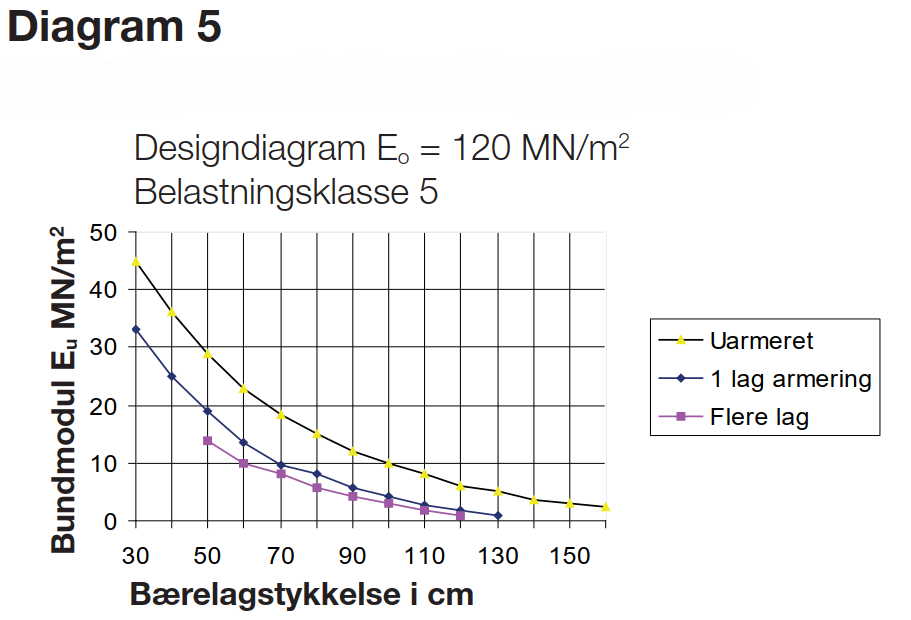 Diagram 5
Designdiagram Eₒ = 120 MN/m²
Belastningsklasse 5
Bundmodul Eᵤ MN/m²
50
40
30
20
10
0
30 50 70 90 110 130 150
Bærelagstykkelse i cm
Uarmeret
1 lag armering
Flere lag